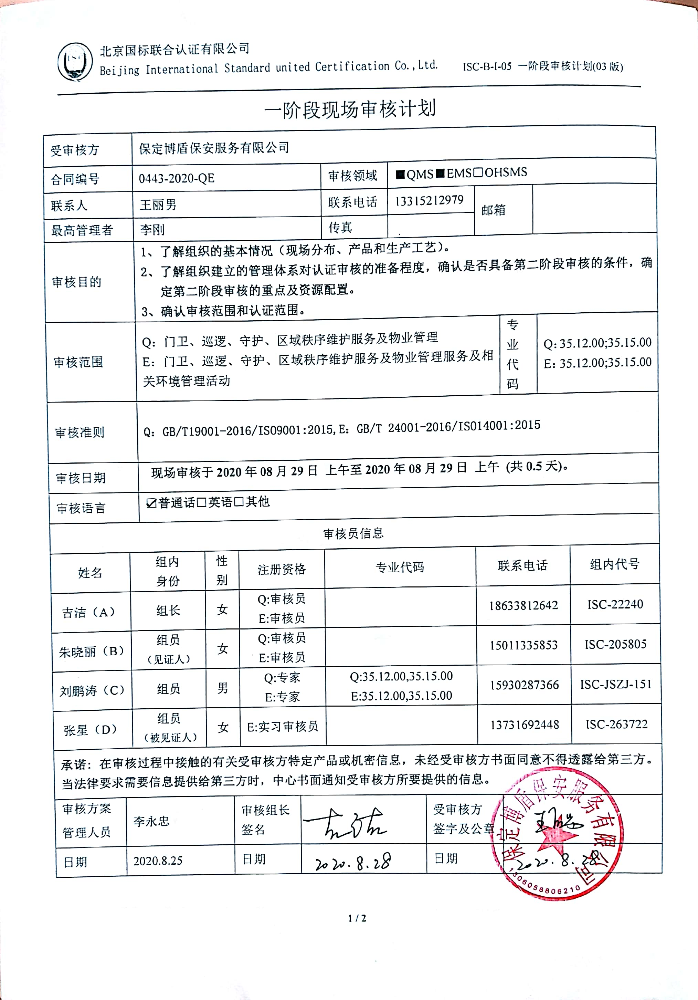 ISC
北京国标联合认证有限公司
Beijing International Standard united Certification Co.,Ltd. ISC-B-I-05 一阶段审核计划(03 版)
一阶段现场审核计划
受审核方 保定博盾保安服务有限公司
合同编号 0443-2020-QE 审核领域 ■QMS■EMS□OHSMS
联系人 王丽男 联系电话 13315212979 邮箱
最高管理者 李刚 传真
审核目的
1、了解组织的基本情况（现场分布、产品和生产工艺）。
2、了解组织建立的管理体系对认证审核的准备程度，确认是否具备第二阶段审核的条件，确
定第二阶段审核的重点及资源配置。
3、确认审核范围和认证范围。
审核范围
Q：门卫、巡逻、守护、区域秩序维护服务及物业管理
E：门卫、巡逻、守护、区域秩序维护服务及物业管理服务及相
关环境管理活动
专
业
代
码
Q:35.12.00;35.15.00
E: 35.12.00;35.15.00
审核准则 Q：GB/T19001-2016/ISO9001:2015,E：GB/T 24001-2016/ISO14001:2015
审核日期 现场审核于 2020 年 08 月 29 日 上午至 2020 年 08 月 29 日 上午 (共 0.5 天)。
审核语言 ☑普通话□英语□其他
审核员信息
姓名 组内身份 性别 注册资格 专业代码 联系电话 组内代号
吉洁（A） 组长 女 Q:审核员 E:审核员 18633812642 ISC-22240
朱晓丽（B） 组员（见证人） 女 Q:审核员 E:审核员 15011335853 ISC-205805
刘鹏涛（C） 组员 男 Q:专家 E:专家 Q:35.12.00,35.15.00 E:35.12.00,35.15.00 15930287366 ISC-JSZJ-151
张星（D） 组员（被见证人） 女 E:实习审核员 13731692448 ISC-263722
承诺：在审核过程中接触的有关受审核方特定产品或机密信息，未经受审核方书面同意不得透露给第三方。
当法律要求需要信息提供给第三方时，中心书面通知受审核方所要提供的信息。
审核方案管理人员 李永忠 审核组长签名 吉洁 受审核方签字及公章
日期 2020.8.25 日期 2020.8.28 日期 2020.8.28
保定博盾保安服务有限公司
1306058806210
1 / 2